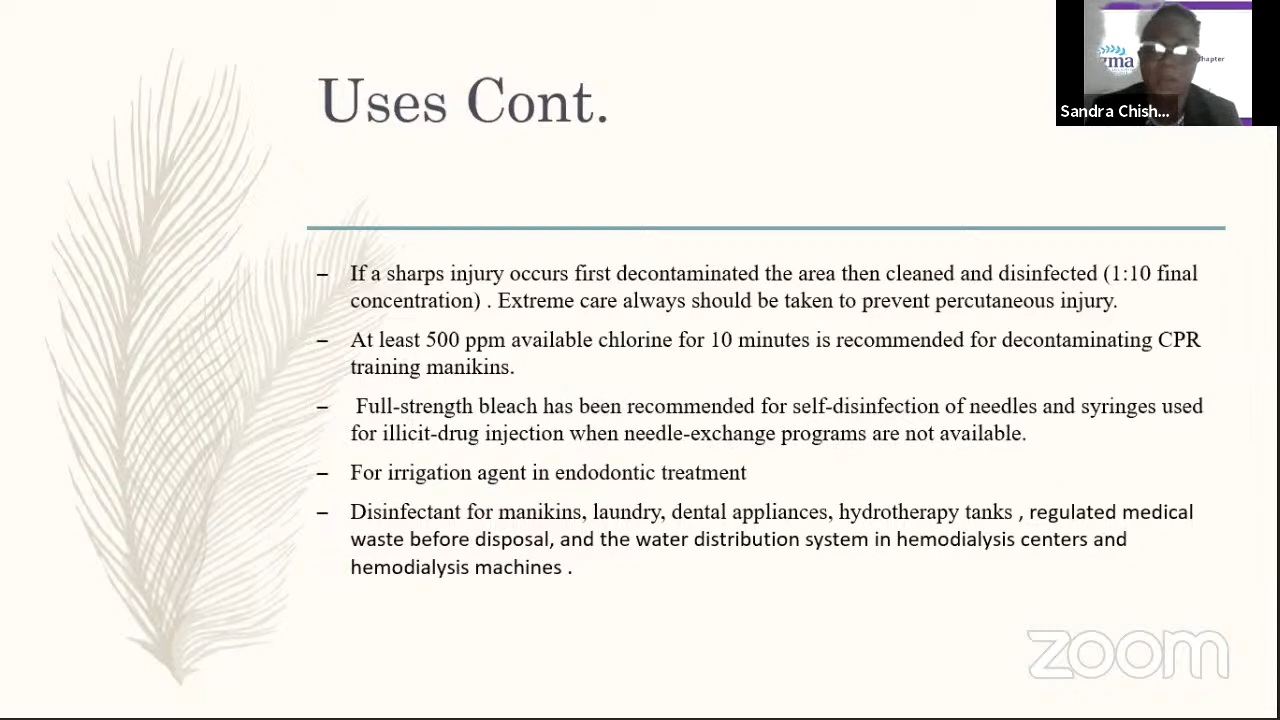 Uses Cont.
– If a sharps injury occurs first decontaminated the area then cleaned and disinfected (1:10 final
concentration) . Extreme care always should be taken to prevent percutaneous injury.
– At least 500 ppm available chlorine for 10 minutes is recommended for decontaminating CPR
training manikins.
– Full-strength bleach has been recommended for self-disinfection of needles and syringes used
for illicit-drug injection when needle-exchange programs are not available.
– For irrigation agent in endodontic treatment
– Disinfectant for manikins, laundry, dental appliances, hydrotherapy tanks , regulated medical
waste before disposal, and the water distribution system in hemodialysis centers and
hemodialysis machines .
gma
hapter
Sandra Chish...
zoom